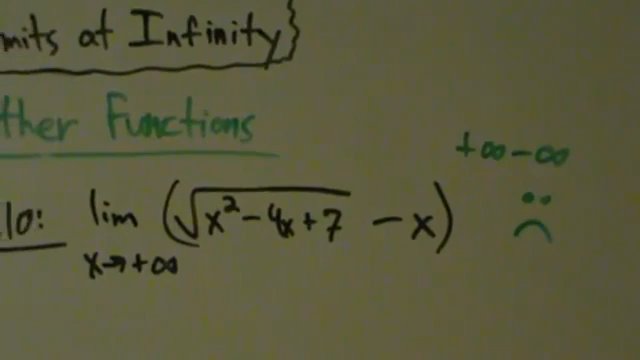 mits at Infinity}
ther Functions
+∞-∞
10: lim (√x²-4x+7 -x)
x→+∞